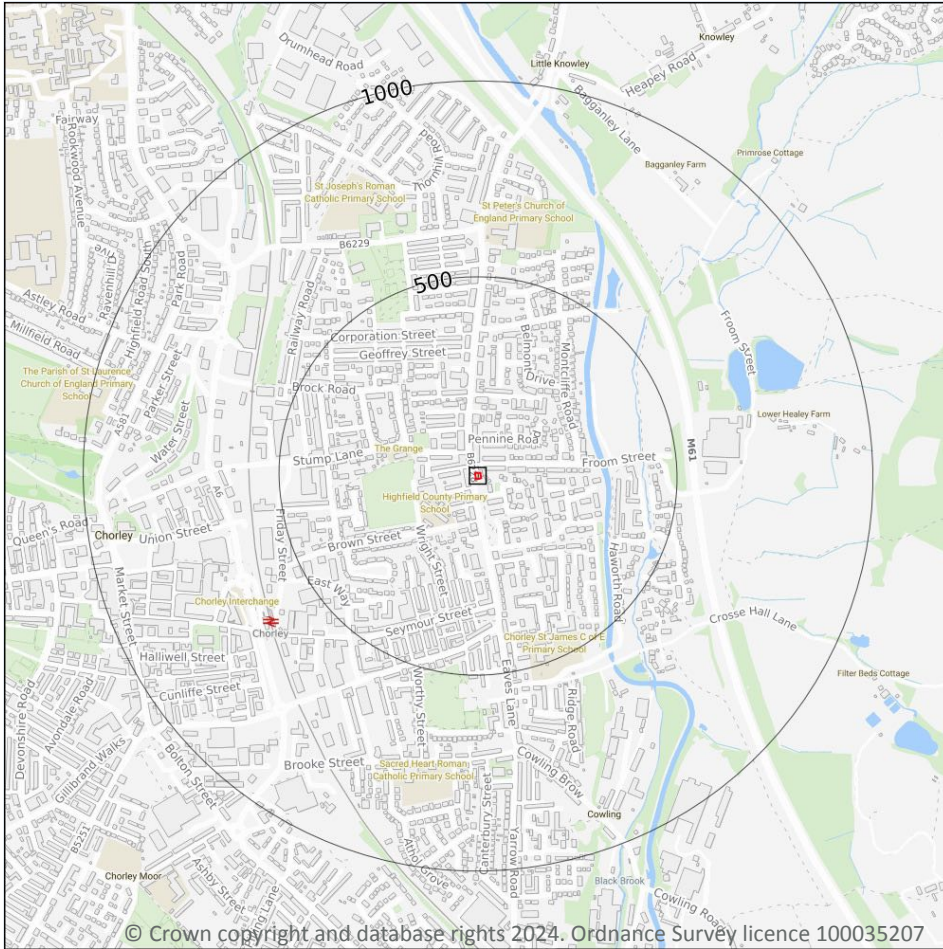 Drumhead Road
Knowley
Little Knowley
Heapey Road
1000
Bagganley Lane
Fairway
Rookwood Avenue
Thornhill Road
Bagganley Farm
Primrose Cottage
St Joseph's Roman
Catholic Primary School
St Peter's Church of
England Primary School
B6229
Ravenhill Drive
Highfield Road South
Park Road
Astley Road
Millfield Road
500
Railway Road
Corporation Street
Geoffrey Street
Belmont
Drive
Montcliffe Road
Froom Street
The Parish of St Laurence
Church of England Primary
School
Parker Street
Brock Road
A581
Water Street
Lower Healey Farm
Pennine Road
The Grange
Stump Lane
Froom Street
M61
A6
Highfield County Primary
School
Queen's Road
Chorley
Union Street
Friday Street
Brown Street
Wright Street
Haworth Road
East Way
Market Street
Chorley Interchange
Chorley
Seymour Street
Crosse Hall Lane
Chorley St James C of E
Primary School
Halliwell Street
Eaves Lane
Filter Beds Cottage
Cunliffe Street
Worthy Street
Ridge Road
Devonshire Road
Avondale Road
Gillibrand Walks
Bolton Street
Brooke Street
Sacred Heart Roman
Catholic Primary School
Cowling Brow
Cowling
B5251
Canterbury Street
Yarrow Road
Chorley Moor
Ashby Street
Athol Grove
Black Brook
Cowling Road
© Crown copyright and database rights 2024. Ordnance Survey licence 100035207